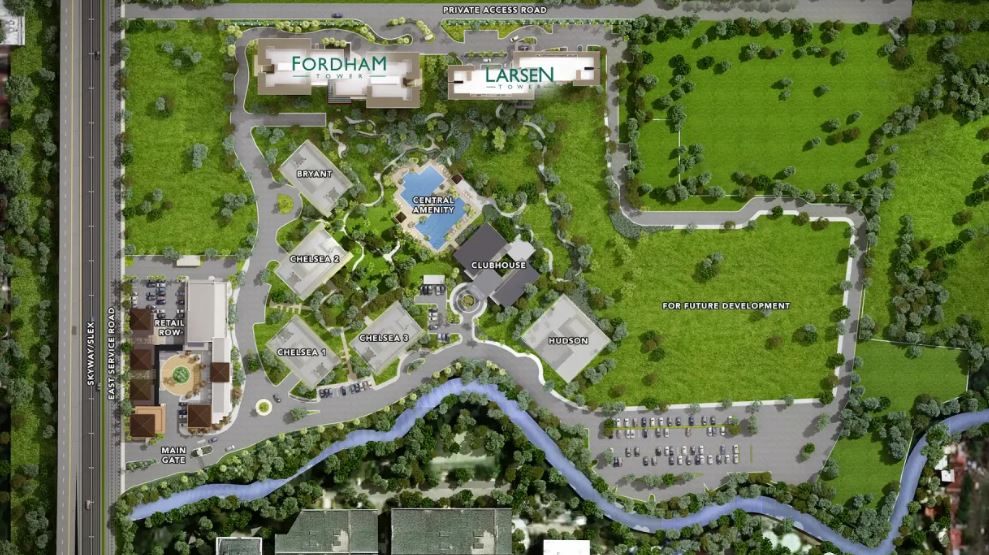 PRIVATE ACCESS ROAD
FORDHAM
TOWER
LARSEN
TOWER
BRYANT
CENTRAL
AMENITY
CHELSEA 2
CLUBHOUSE
FOR FUTURE DEVELOPMENT
RETAIL
ROW
CHELSEA 3
HUDSON
CHELSEA 1
SKYWAY/SLEX
EAST SERVICE ROAD
MAIN
GATE